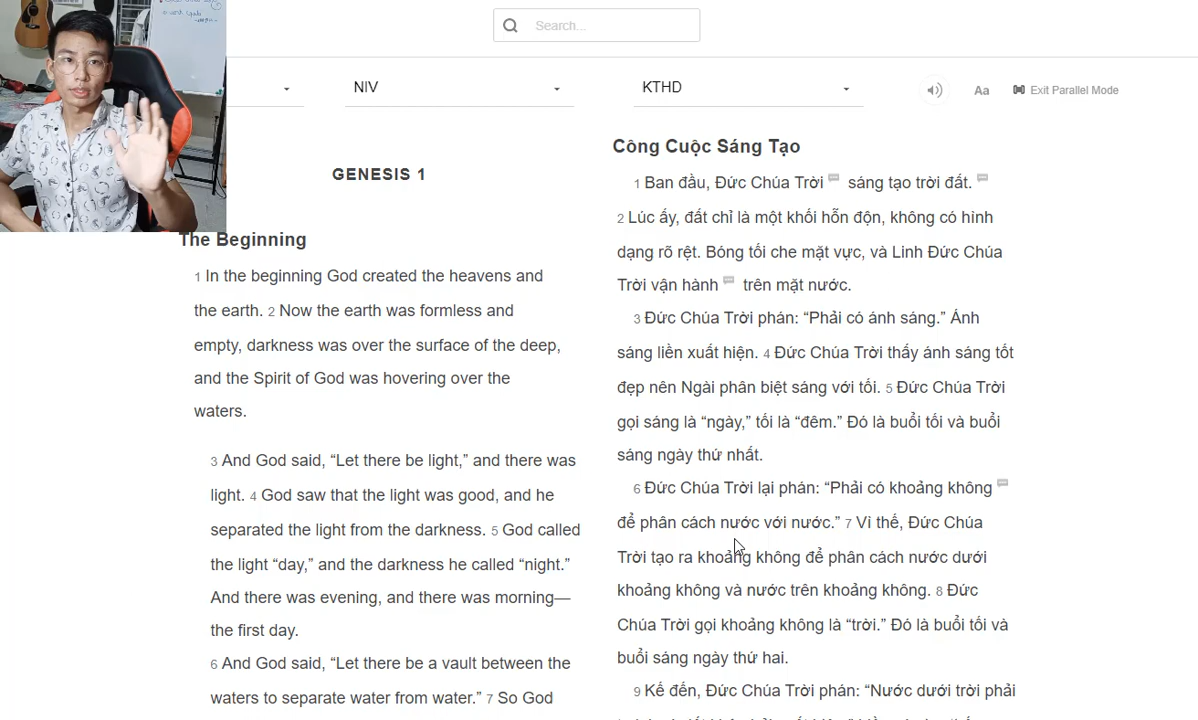 Search...
NIV
KTHD
Aa
Exit Parallel Mode
GENESIS 1
The Beginning
1 In the beginning God created the heavens and
the earth. 2 Now the earth was formless and
empty, darkness was over the surface of the deep,
and the Spirit of God was hovering over the
waters.
3 And God said, “Let there be light,” and there was
light. 4 God saw that the light was good, and he
separated the light from the darkness. 5 God called
the light “day,” and the darkness he called “night.”
And there was evening, and there was morning—
the first day.
6 And God said, “Let there be a vault between the
waters to separate water from water.” 7 So God
Công Cuộc Sáng Tạo
1 Ban đầu, Đức Chúa Trời sáng tạo trời đất.
2 Lúc ấy, đất chỉ là một khối hỗn độn, không có hình
dạng rõ rệt. Bóng tối che mặt vực, và Linh Đức Chúa
Trời vận hành trên mặt nước.
3 Đức Chúa Trời phán: “Phải có ánh sáng.” Ánh
sáng liền xuất hiện. 4 Đức Chúa Trời thấy ánh sáng tốt
đẹp nên Ngài phân biệt sáng với tối. 5 Đức Chúa Trời
gọi sáng là “ngày,” tối là “đêm.” Đó là buổi tối và buổi
sáng ngày thứ nhất.
6 Đức Chúa Trời lại phán: “Phải có khoảng không
để phân cách nước với nước.” 7 Vì thế, Đức Chúa
Trời tạo ra khoảng không để phân cách nước dưới
khoảng không và nước trên khoảng không. 8 Đức
Chúa Trời gọi khoảng không là “trời.” Đó là buổi tối và
buổi sáng ngày thứ hai.
9 Kế đến, Đức Chúa Trời phán: “Nước dưới trời phải